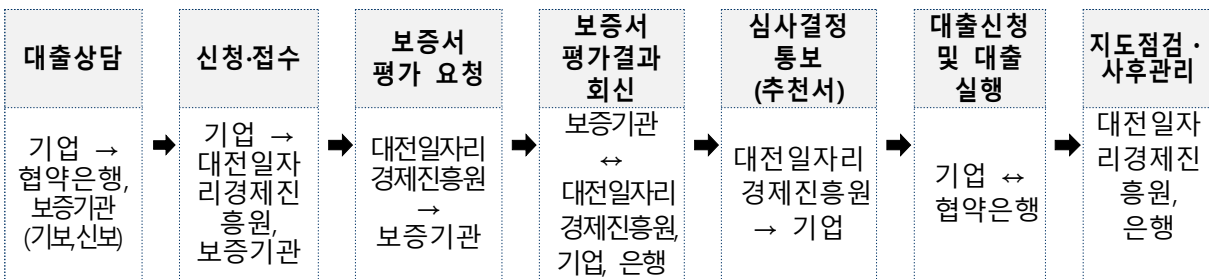 대출상담
기업 →
협약은행,
보증기관
(기보,신보)
➡
신청·접수
기업 →
대전일자
리경제진
흥원,
보증기관
➡
보증서
평가 요청
대전일자리
경제진흥원
→
보증기관
➡
보증서
평가결과
회신
보증기관
↔
대전일자리
경제진흥원,
기업, 은행
➡
심사결정
통보
(추천서)
대전일자리
경제진흥원
→ 기업
➡
대출신청
및 대출
실행
기업 ↔
협약은행
➡
지도점검·
사후관리
대전일자
리경제진
흥원,
은행